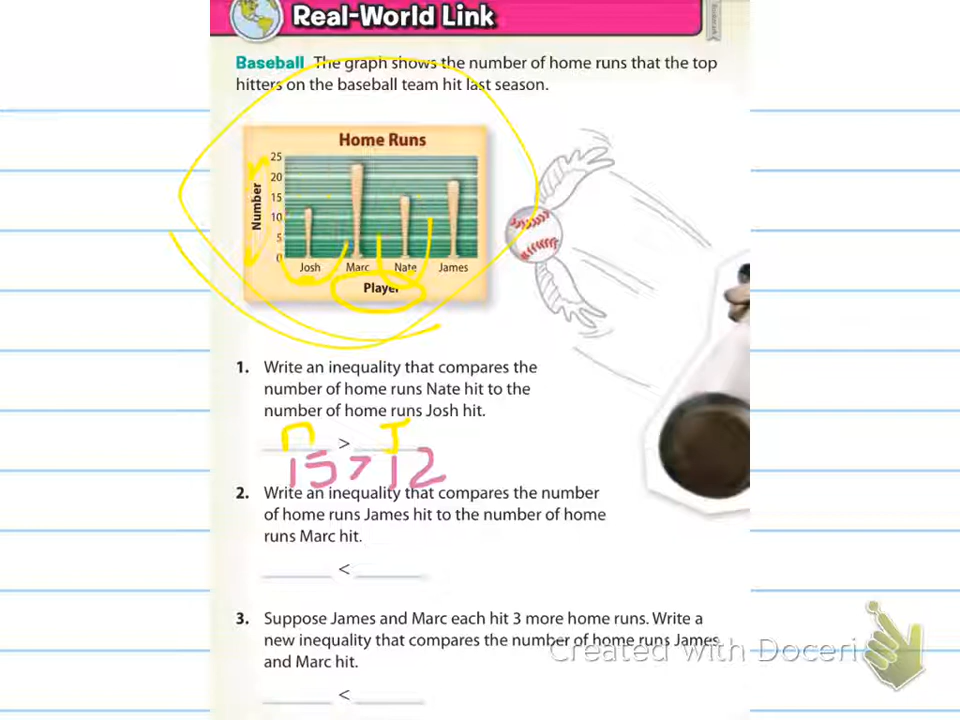 Real-World Link
Baseball The graph shows the number of home runs that the top
hitters on the baseball team hit last season.
Home Runs
Number
25
20
15
10
5
0
Josh Marc Nate James
Player
1. Write an inequality that compares the
number of home runs Nate hit to the
number of home runs Josh hit.
n > J
15 > 12
2. Write an inequality that compares the number
of home runs James hit to the number of home
runs Marc hit.
<
3. Suppose James and Marc each hit 3 more home runs. Write a
new inequality that compares the number of home runs James
and Marc hit.
<
Created with Doceri